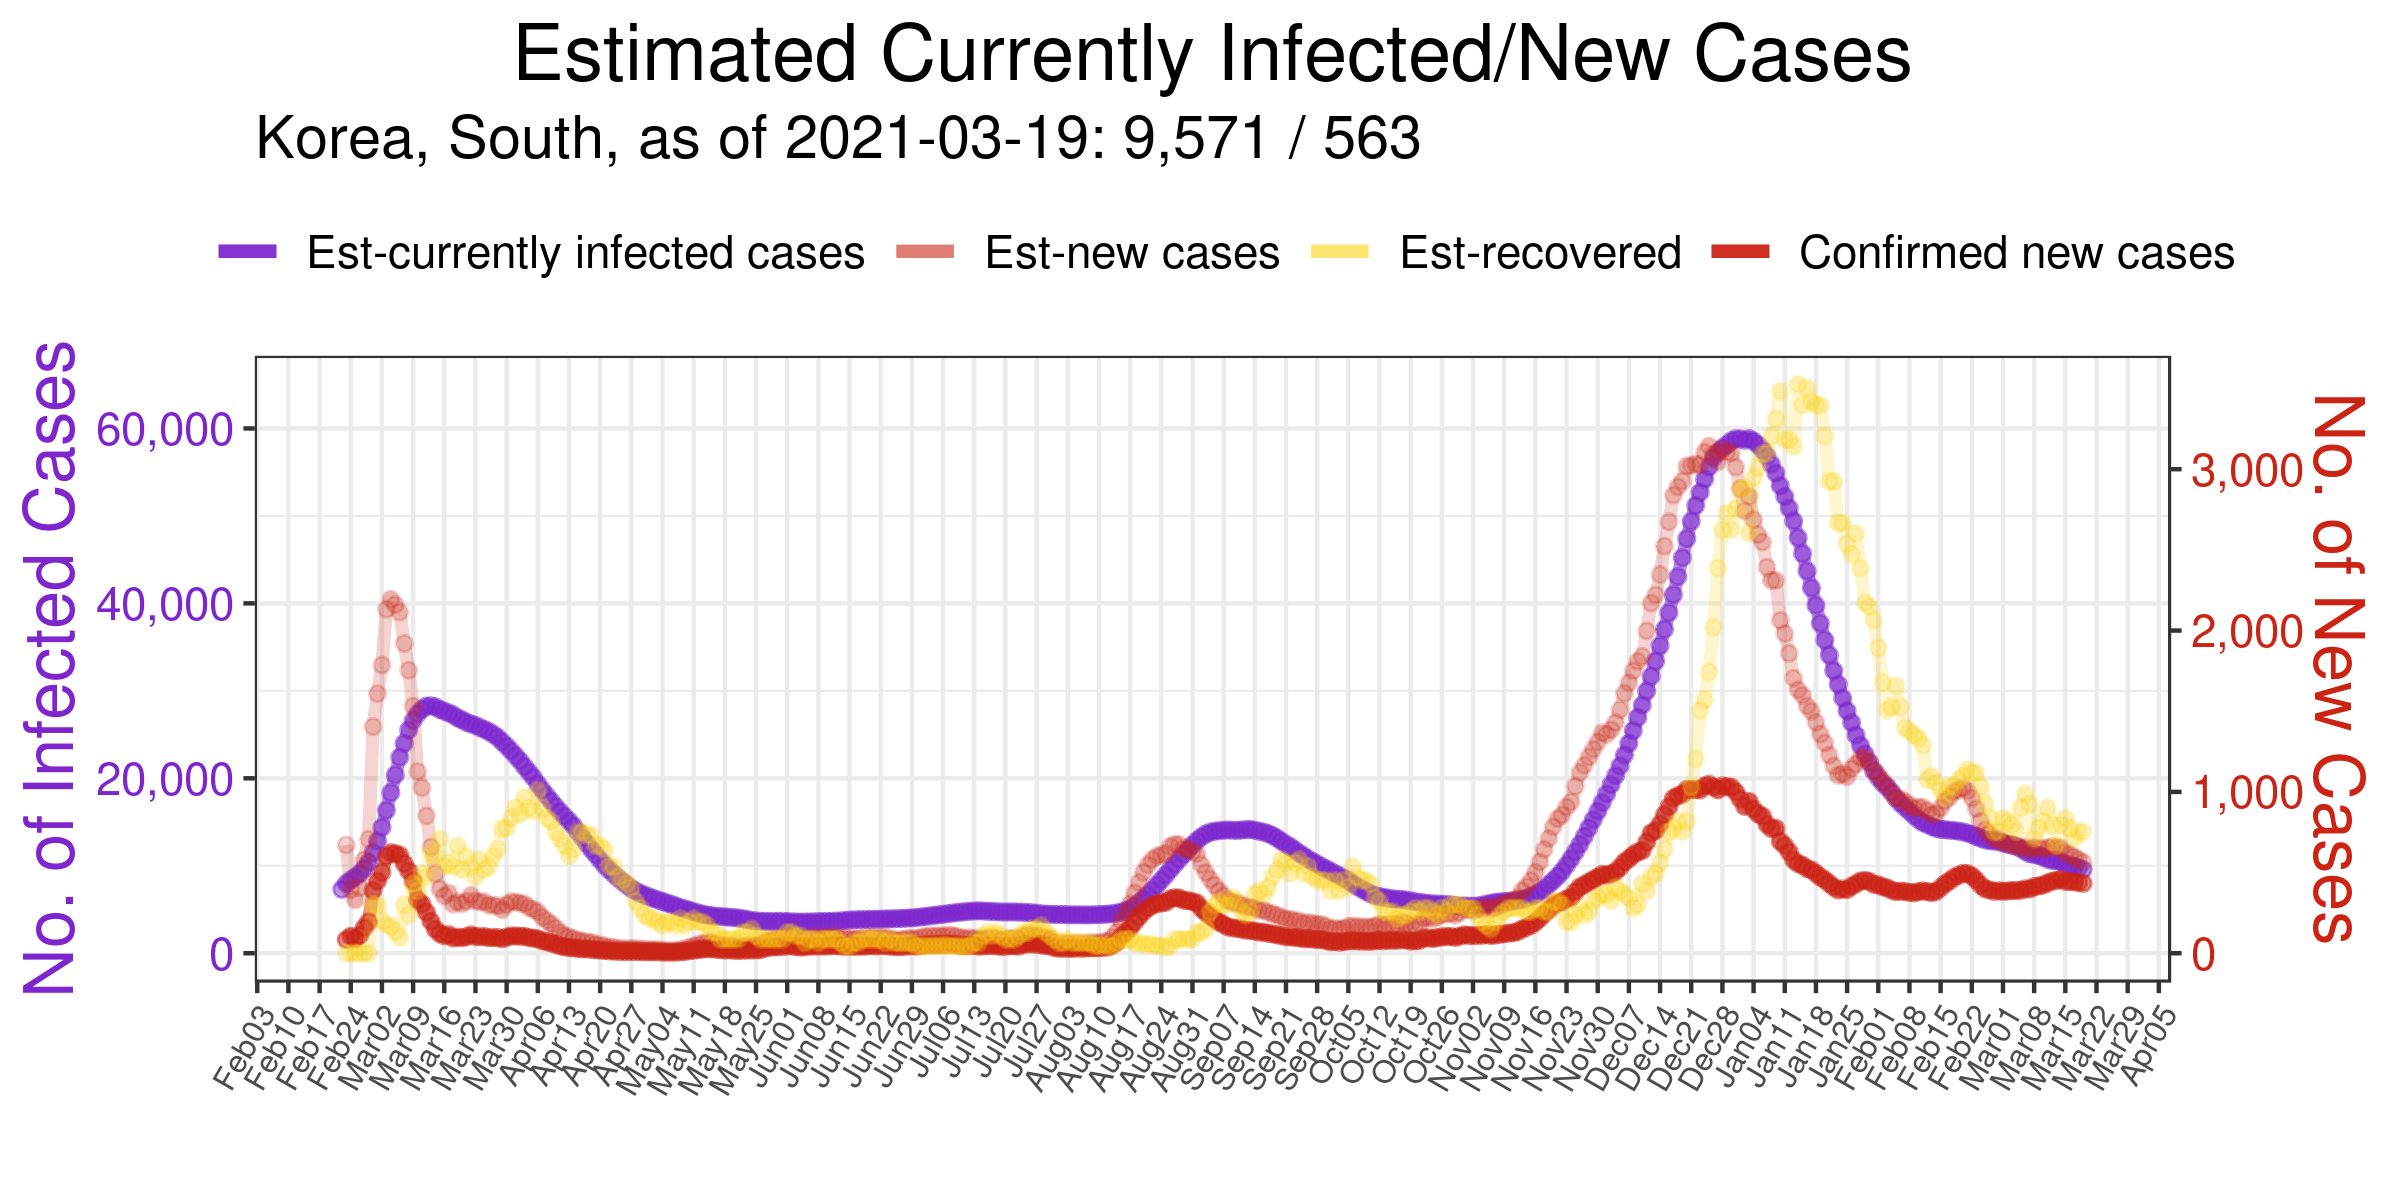 Estimated Currently Infected/New Cases
Korea, South, as of 2021-03-19: 9,571 / 563
Est-currently infected cases Est-new cases Est-recovered Confirmed new cases
No. of Infected Cases
60,000
40,000
20,000
0
3,000
2,000
1,000
0
No. of New Cases
Feb03 Feb10 Feb17 Feb24 Mar02 Mar09 Mar16 Mar23 Mar30 Apr06 Apr13 Apr20 Apr27 May04 May11 May18 May25 Jun01 Jun08 Jun15 Jun22 Jun29 Jul06 Jul13 Jul20 Jul27 Aug03 Aug10 Aug17 Aug24 Aug31 Sep07 Sep14 Sep21 Sep28 Oct05 Oct12 Oct19 Oct26 Nov02 Nov09 Nov16 Nov23 Nov30 Dec07 Dec14 Dec21 Dec28 Jan04 Jan11 Jan18 Jan25 Feb01 Feb08 Feb15 Feb22 Mar01 Mar08 Mar15 Mar22 Mar29 Apr05